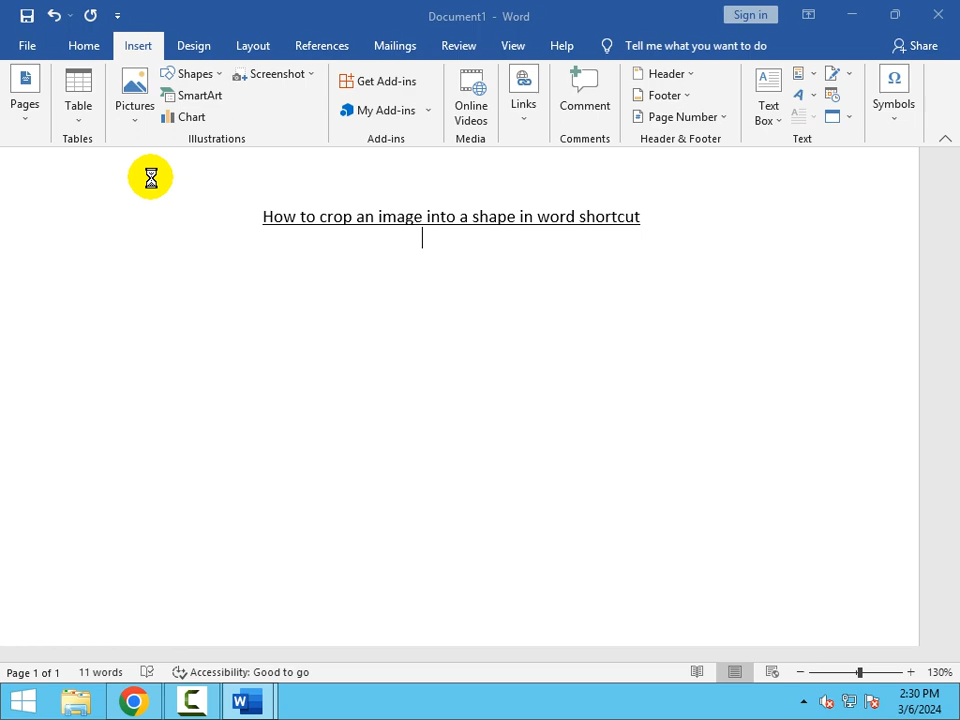 Document1 - Word
Sign in
File Home Insert Design Layout References Mailings Review View Help Tell me what you want to do Share
Pages
Table
Tables
Pictures
Shapes
SmartArt
Chart
Screenshot
Illustrations
Get Add-ins
My Add-ins
Add-ins
Online
Videos
Media
Links
Comment
Comments
Header
Footer
Page Number
Header & Footer
Text
Box
Text
Symbols
How to crop an image into a shape in word shortcut
Page 1 of 1 11 words Accessibility: Good to go 130%
2:30 PM
3/6/2024